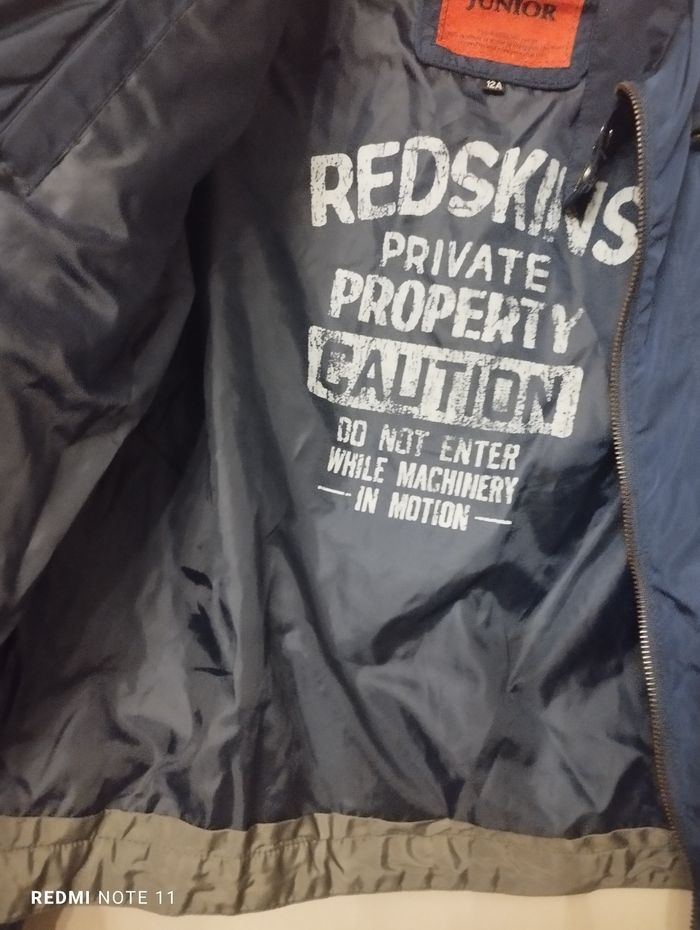 JUNIOR
12A
REDSKINS
PRIVATE
PROPERTY
CAUTION
DO NOT ENTER
WHILE MACHINERY
IN MOTION
REDMI NOTE 11